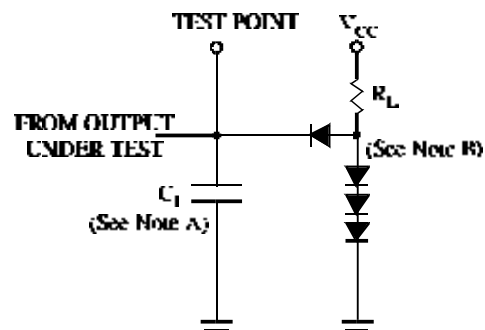 TEST POINT
VCC
RL
FROM OUTPUT
UNDER TEST
(See Note B)
CL
(See Note A)